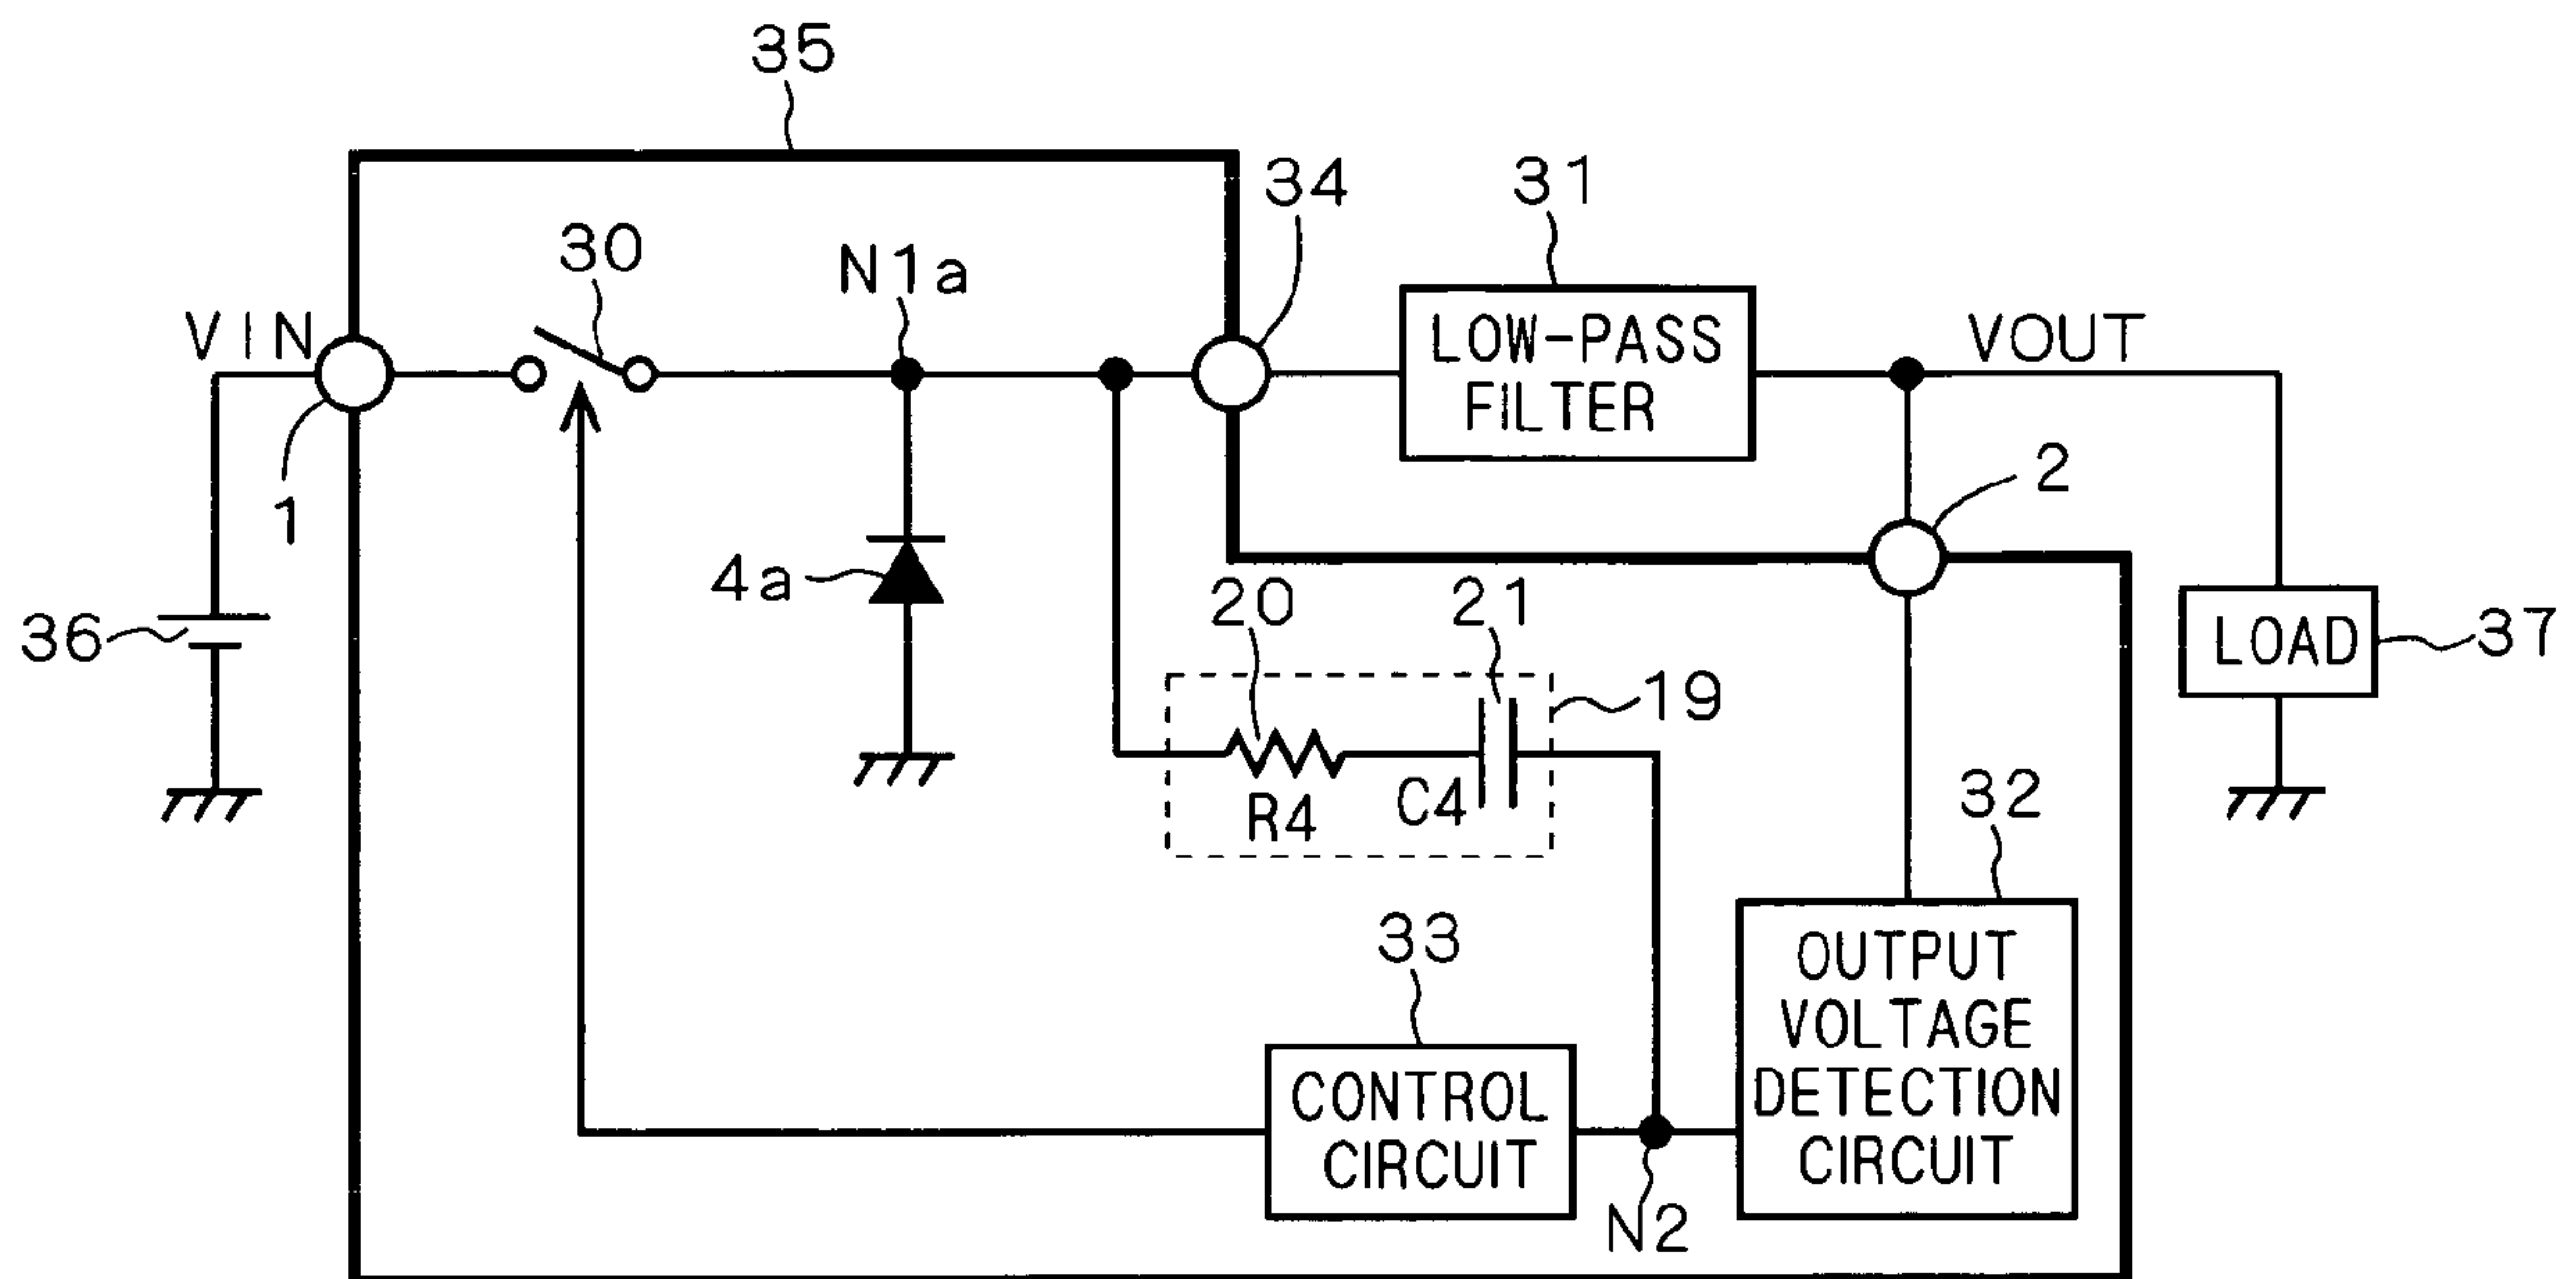 35
34
31
30
N1a
VIN
LOW-PASS
FILTER
VOUT
1
2
4a
20
21
36
LOAD
37
19
R4
C4
32
33
OUTPUT
VOLTAGE
DETECTION
CIRCUIT
CONTROL
CIRCUIT
N2